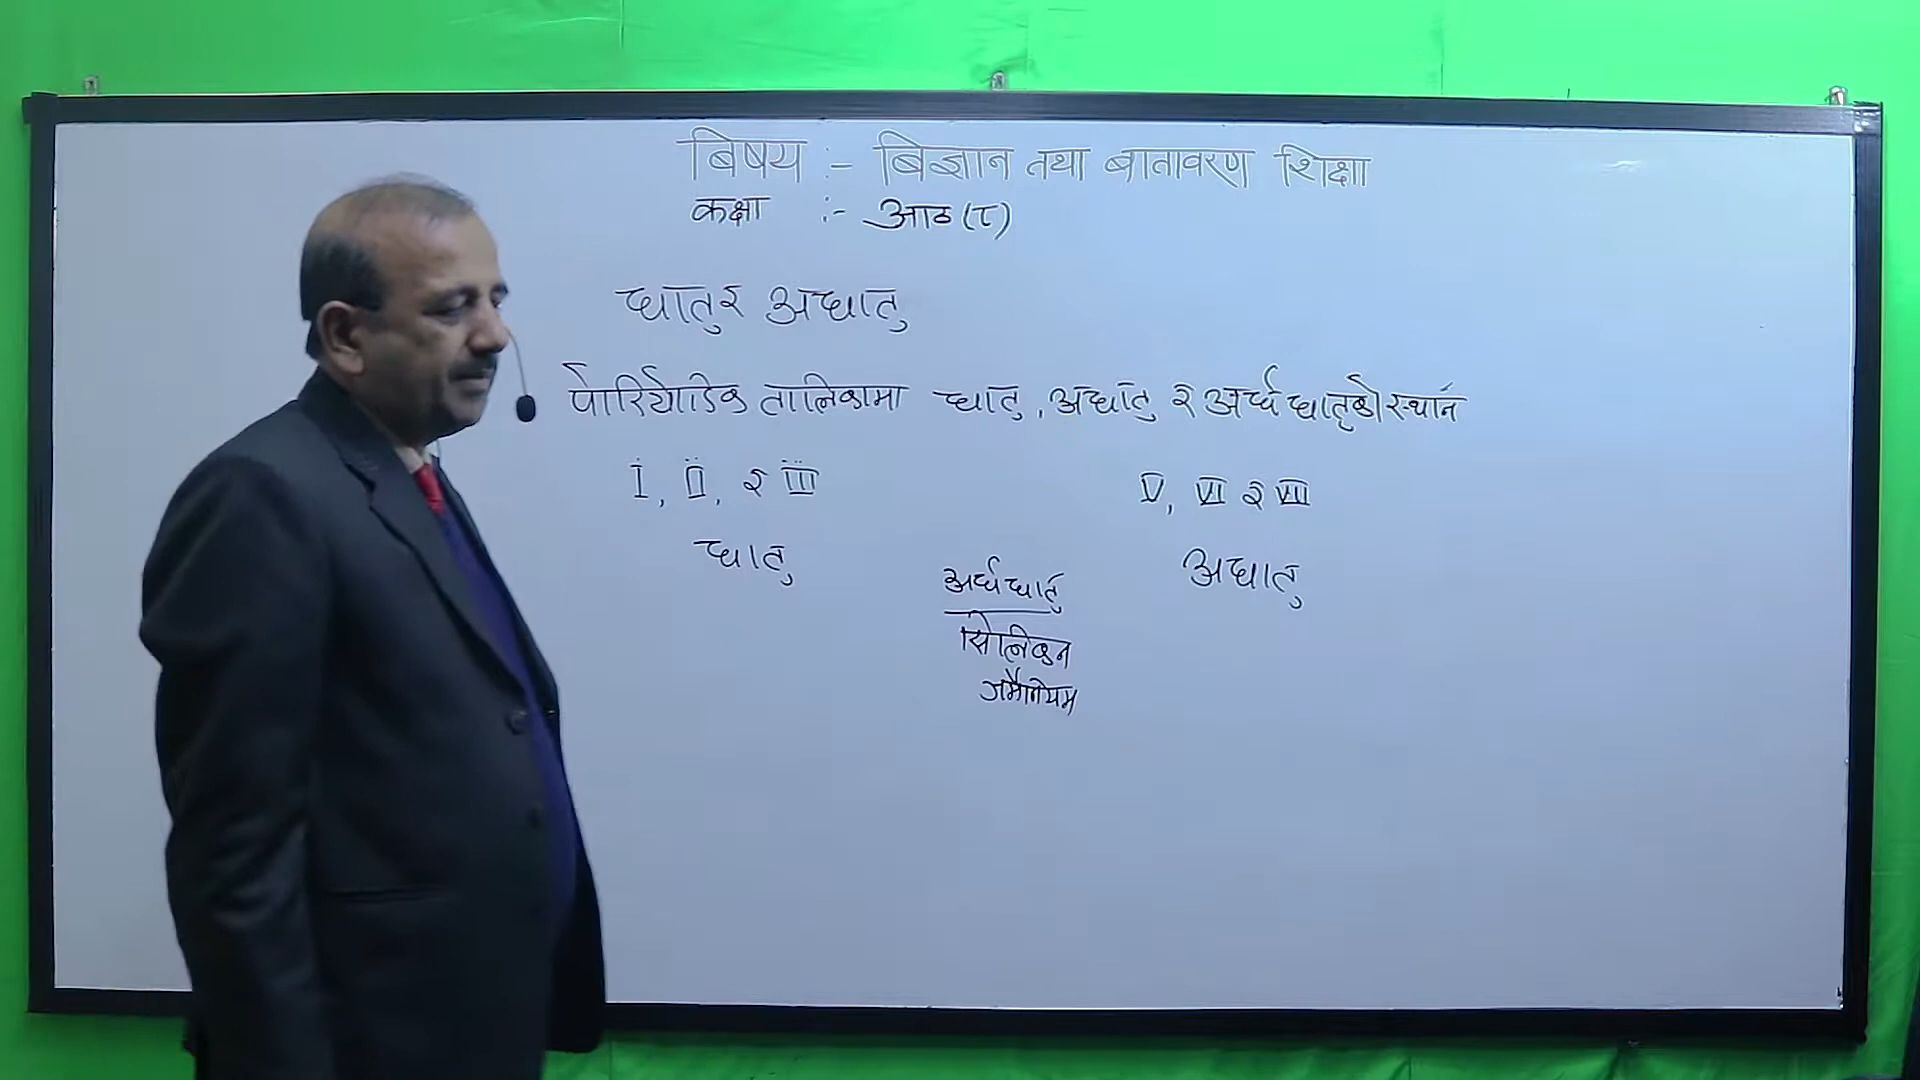 बिषय :- बिज्ञान तथा बातावरण शिक्षा
कक्षा :- आठ (८)
धातु र अधातु
पेरियोडिक तालिकामा धातु, अधातु र अर्धधातुको स्थान
I, II, र III
V, VI र VII
धातु
अधातु
अर्धधातु
सिलिकन
जर्मेनियम